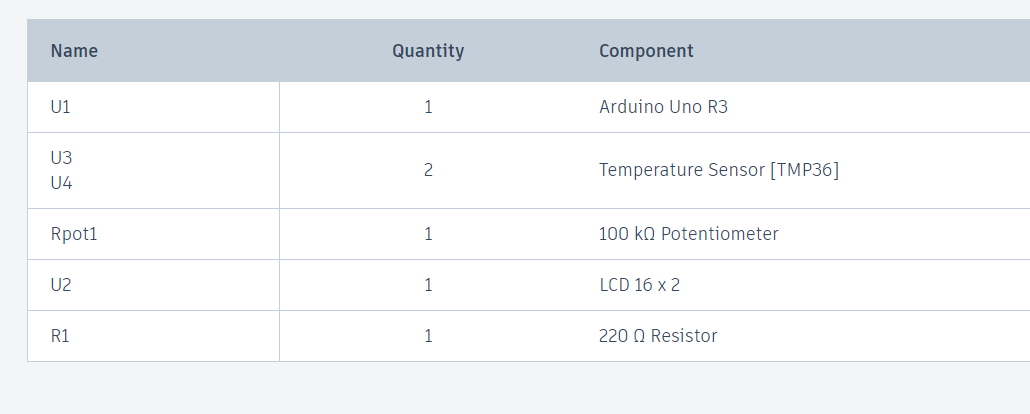 Name Quantity Component
U1 1 Arduino Uno R3
U3
U4 2 Temperature Sensor [TMP36]
Rpot1 1 100 kΩ Potentiometer
U2 1 LCD 16 x 2
R1 1 220 Ω Resistor